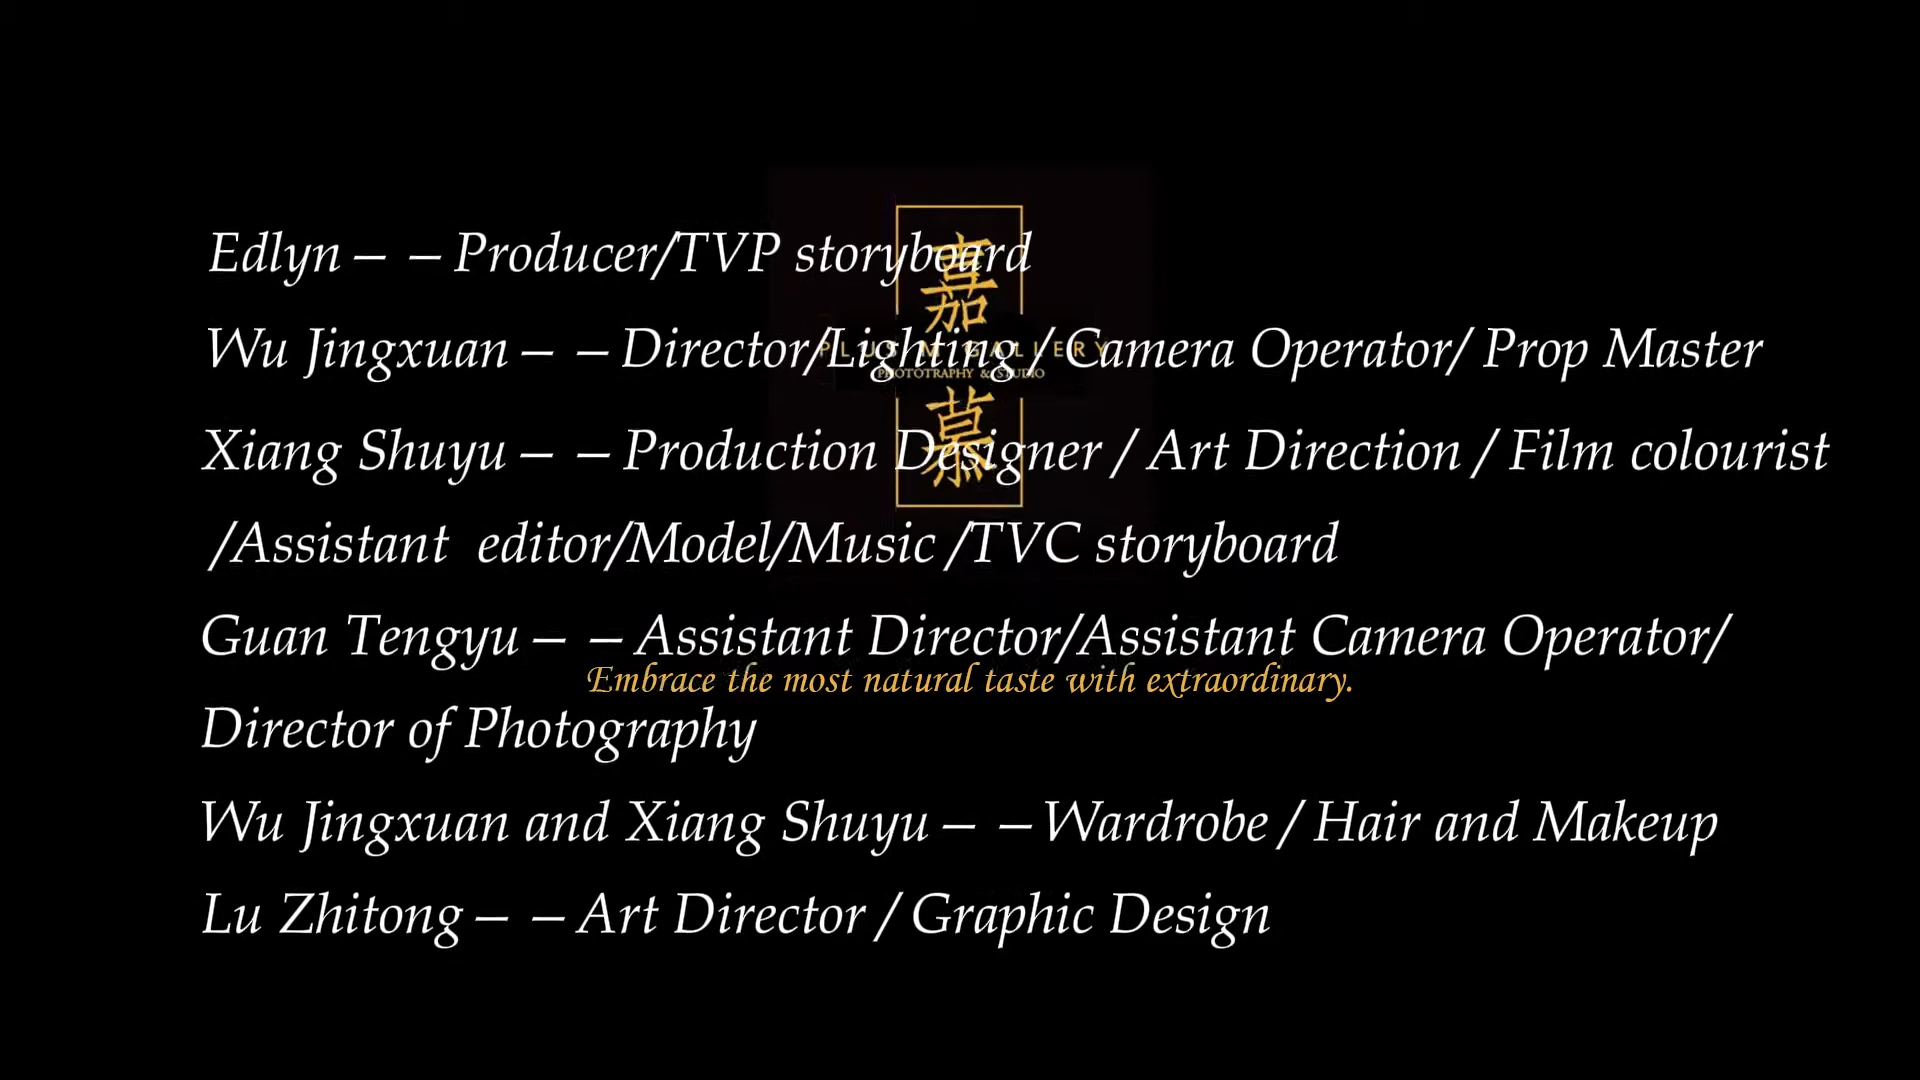 Edlyn——Producer/TVP storyboard
嘉
Wu Jingxuan——Director/Lighting/Camera Operator/ Prop Master
PLUS M GALLERY
PHOTOTRAPHY & STUDIO
慕
Xiang Shuyu——Production Designer / Art Direction / Film colourist
/Assistant editor/Model/Music /TVC storyboard
Guan Tengyu——Assistant Director/Assistant Camera Operator/
Embrace the most natural taste with extraordinary.
Director of Photography
Wu Jingxuan and Xiang Shuyu——Wardrobe / Hair and Makeup
Lu Zhitong——Art Director / Graphic Design